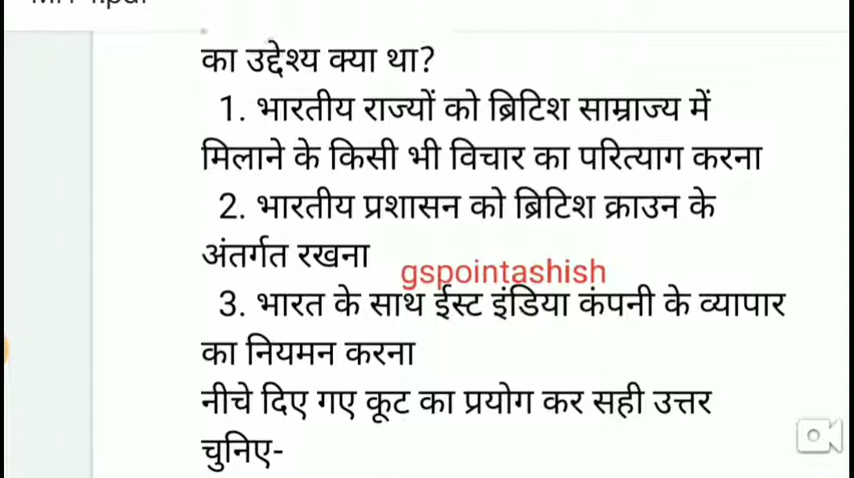 का उद्देश्य क्या था?
1. भारतीय राज्यों को ब्रिटिश साम्राज्य में
मिलाने के किसी भी विचार का परित्याग करना
2. भारतीय प्रशासन को ब्रिटिश क्राउन के
अंतर्गत रखना
gspointashish
3. भारत के साथ ईस्ट इंडिया कंपनी के व्यापार
का नियमन करना
नीचे दिए गए कूट का प्रयोग कर सही उत्तर
चुनिए-